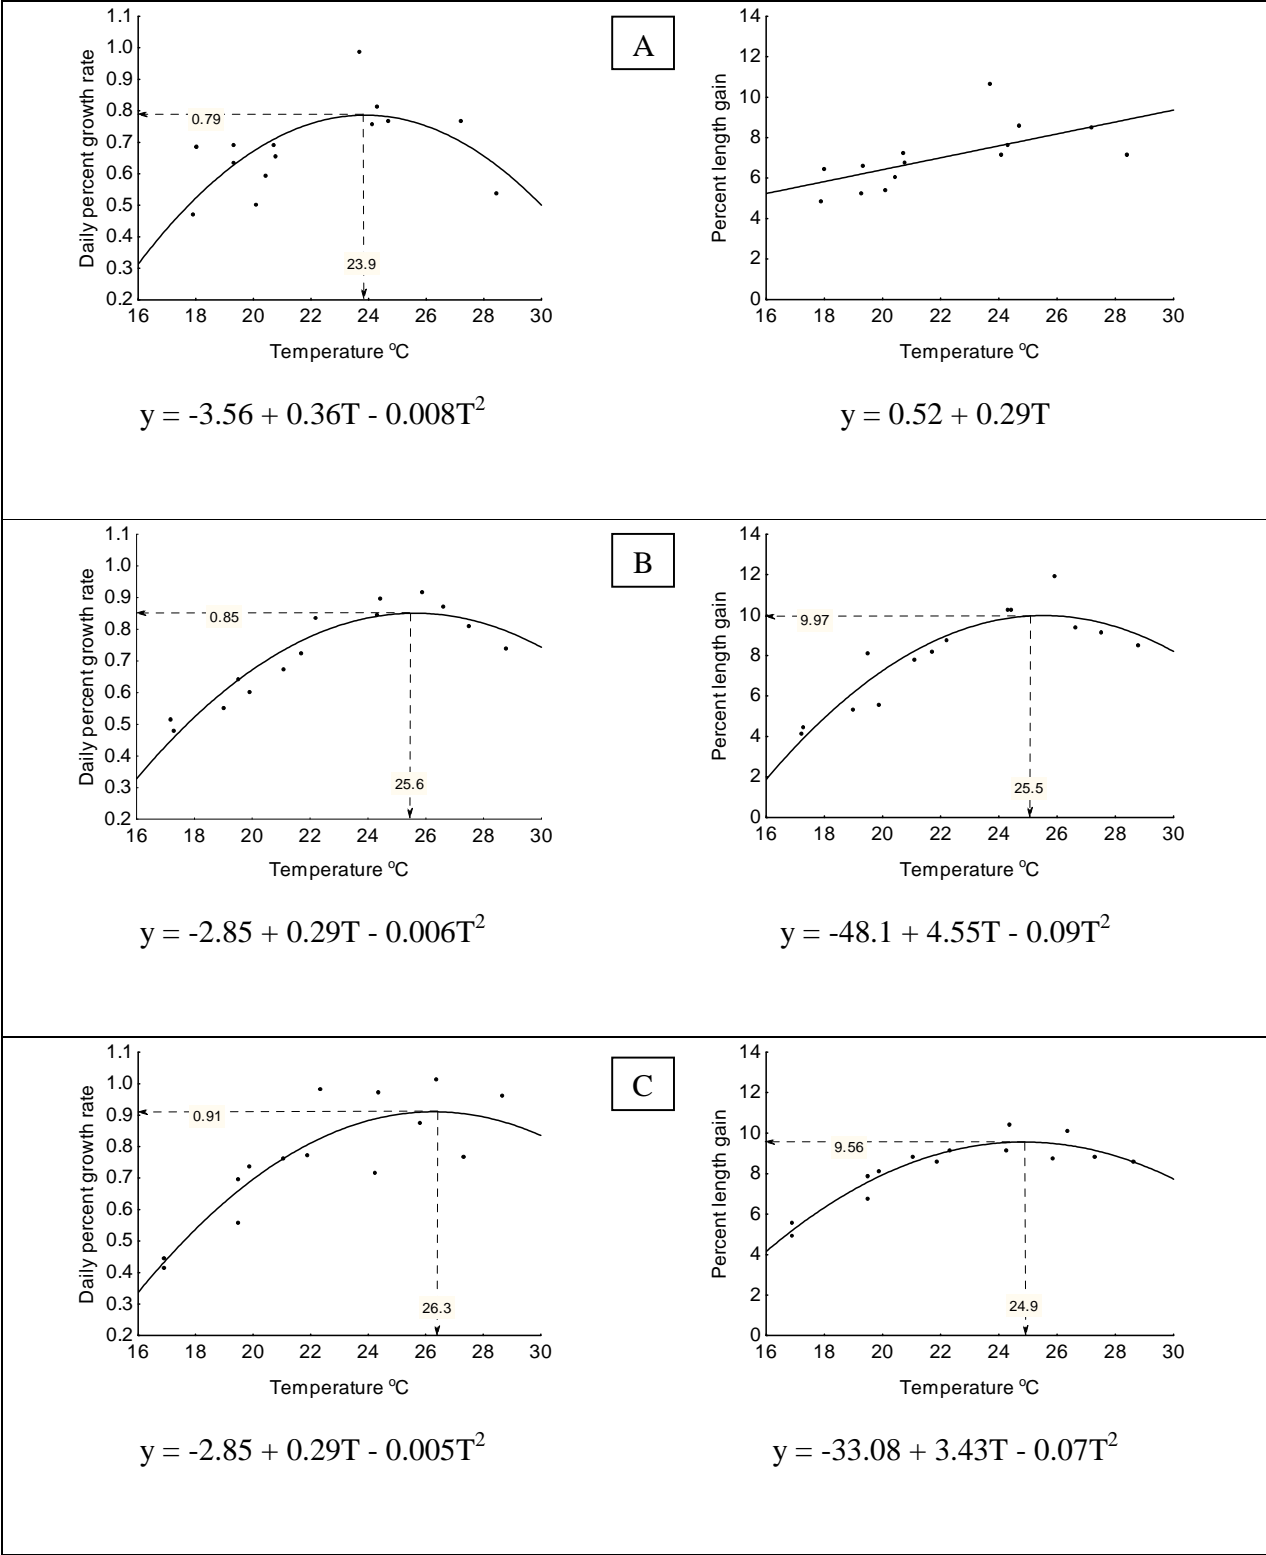 A
1.1
1.0
0.9
0.8
0.7
0.6
0.5
0.4
0.3
0.2
Daily percent growth rate
0.79
23.9
16 18 20 22 24 26 28 30
Temperature °C
y = -3.56 + 0.36T - 0.008T²
14
12
10
8
6
4
2
0
Percent length gain
16 18 20 22 24 26 28 30
Temperature °C
y = 0.52 + 0.29T
B
1.1
1.0
0.9
0.8
0.7
0.6
0.5
0.4
0.3
0.2
Daily percent growth rate
0.85
25.6
16 18 20 22 24 26 28 30
Temperature °C
y = -2.85 + 0.29T - 0.006T²
14
12
10
8
6
4
2
0
Percent length gain
9.97
25.5
16 18 20 22 24 26 28 30
Temperature °C
y = -48.1 + 4.55T - 0.09T²
C
1.1
1.0
0.9
0.8
0.7
0.6
0.5
0.4
0.3
0.2
Daily percent growth rate
0.91
26.3
16 18 20 22 24 26 28 30
Temperature °C
y = -2.85 + 0.29T - 0.005T²
14
12
10
8
6
4
2
0
Percent length gain
9.56
24.9
16 18 20 22 24 26 28 30
Temperature °C
y = -33.08 + 3.43T - 0.07T²